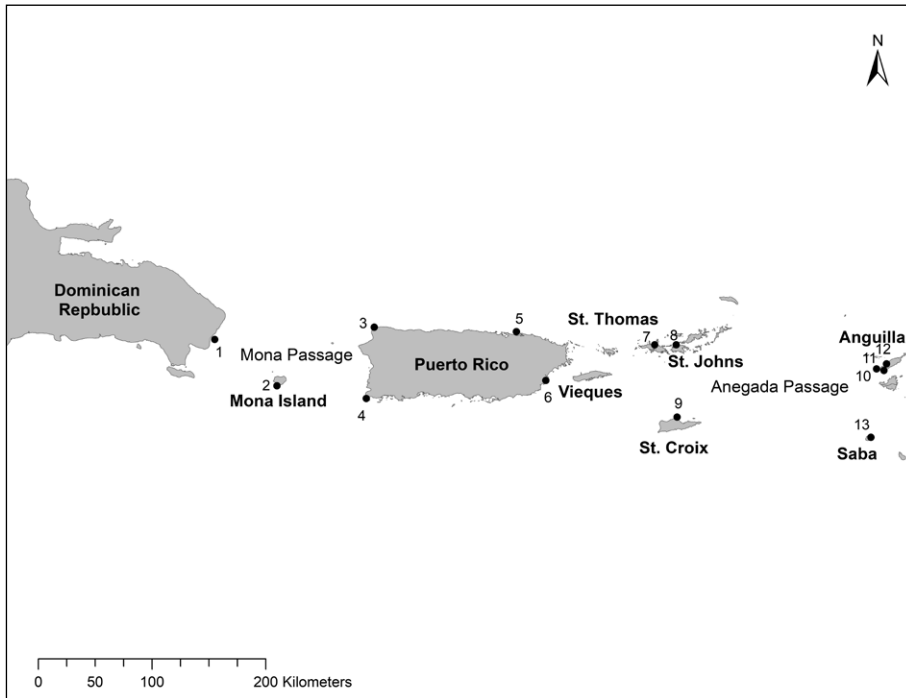 N
Dominican
Repbublic
1
Mona Passage
2
Mona Island
3
4
Puerto Rico
5
6
Vieques
St. Thomas
7
8
St. Johns
9
St. Croix
Anguilla
12
11
10
Anegada Passage
13
Saba
0 50 100 200 Kilometers